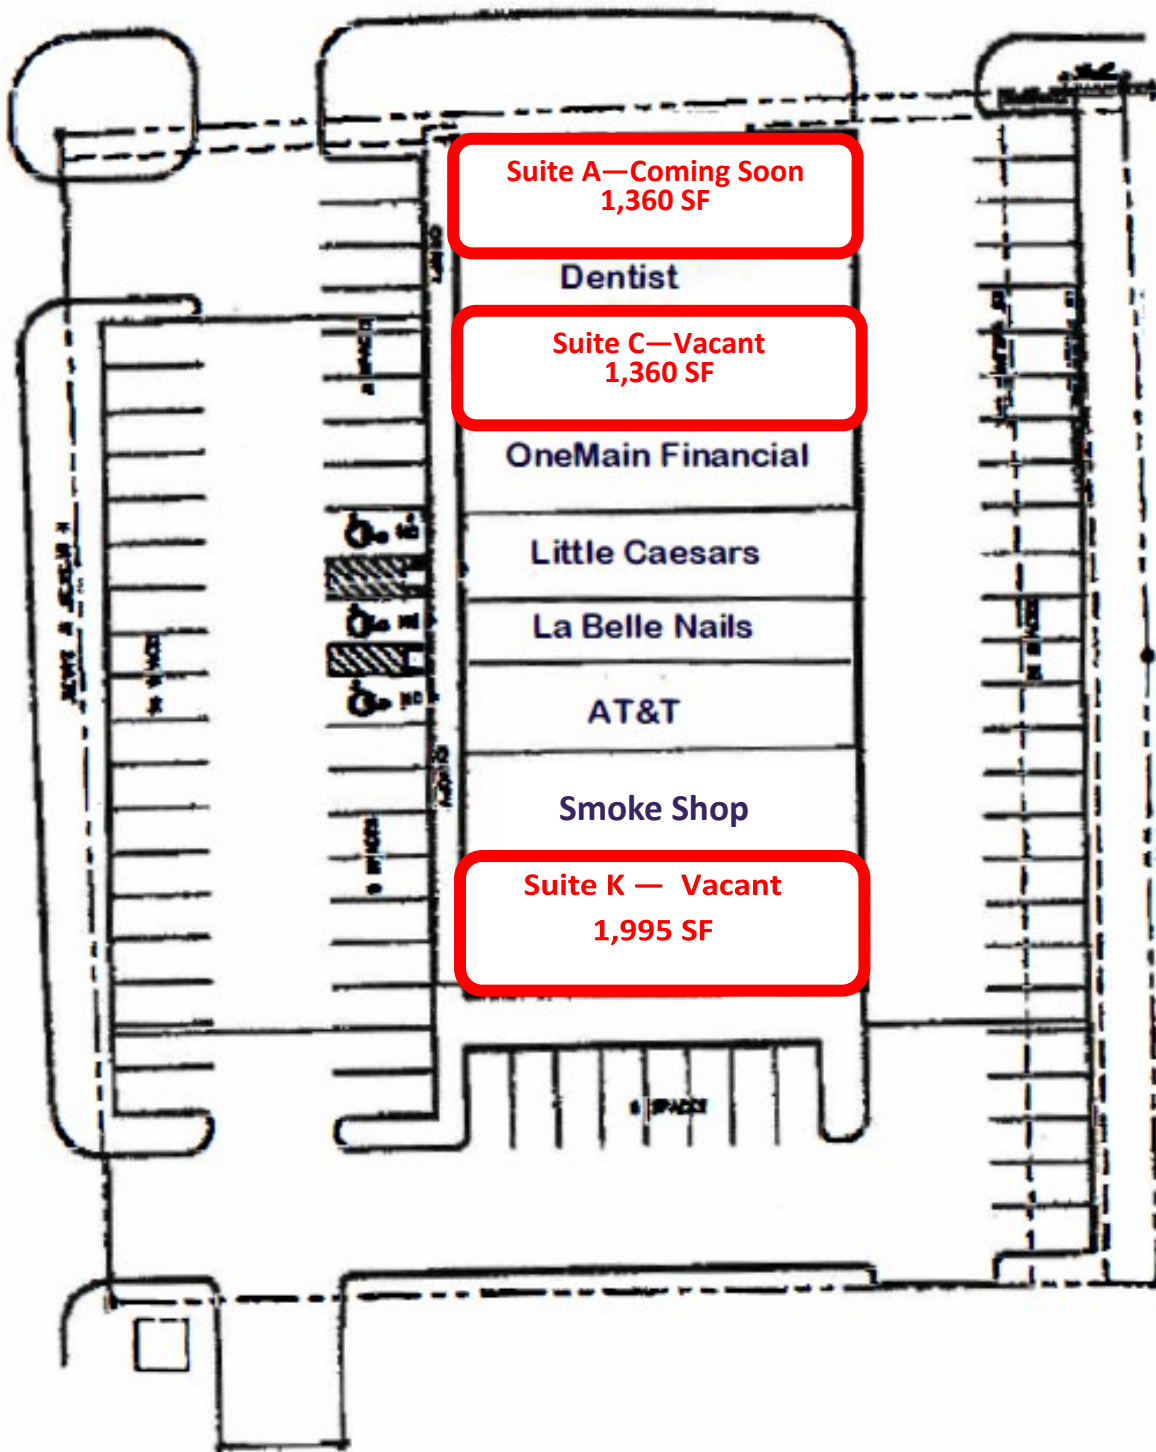 Suite A—Coming Soon
1,360 SF
Dentist
Suite C—Vacant
1,360 SF
OneMain Financial
Little Caesars
La Belle Nails
AT&T
Smoke Shop
Suite K — Vacant
1,995 SF